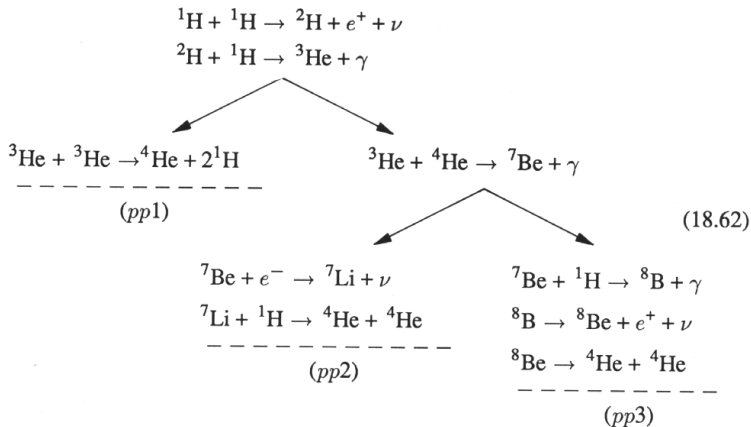 ¹H + ¹H → ²H + e⁺ + ν
²H + ¹H → ³He + γ
³He + ³He → ⁴He + 2¹H
(pp1)
³He + ⁴He → ⁷Be + γ
(18.62)
⁷Be + e⁻ → ⁷Li + ν
⁷Li + ¹H → ⁴He + ⁴He
(pp2)
⁷Be + ¹H → ⁸B + γ
⁸B → ⁸Be + e⁺ + ν
⁸Be → ⁴He + ⁴He
(pp3)